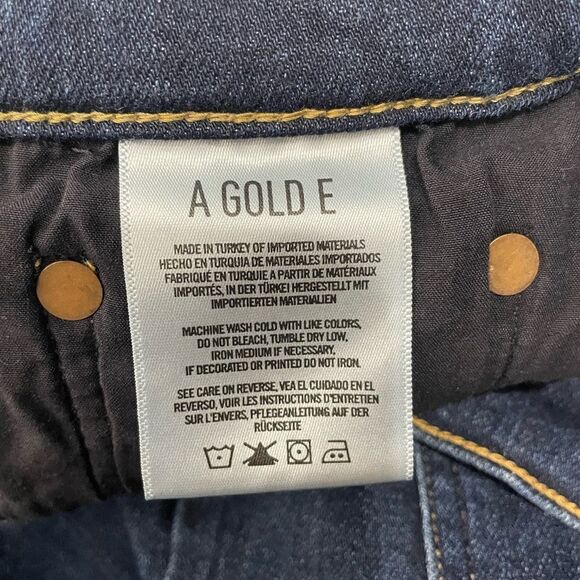 A GOLD E
MADE IN TURKEY OF IMPORTED MATERIALS
HECHO EN TURQUIA DE MATERIALES IMPORTADOS
FABRIQUÉ EN TURQUIE A PARTIR DE MATÉRIAUX
IMPORTÉS, IN DER TÜRKEI HERGESTELLT MIT
IMPORTIERTEN MATERIALIEN
MACHINE WASH COLD WITH LIKE COLORS,
DO NOT BLEACH, TUMBLE DRY LOW,
IRON MEDIUM IF NECESSARY,
IF DECORATED OR PRINTED DO NOT IRON.
SEE CARE ON REVERSE, VEA EL CUIDADO EN EL
REVERSO, VOIR LES INSTRUCTIONS D'ENTRETIEN
SUR L'ENVERS, PFLEGEANLEITUNG AUF DER
RÜCKSEITE